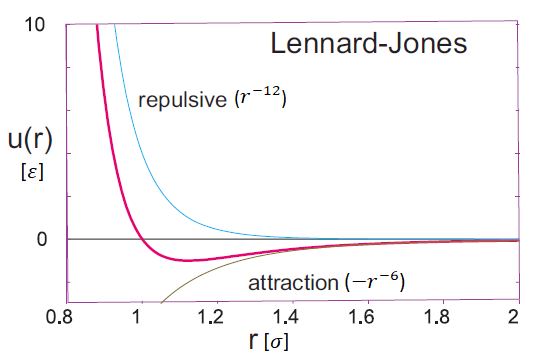 10
Lennard-Jones
repulsive (r⁻¹²)
u(r)
[ε]
0
attraction (−r⁻⁶)
0.8 1 1.2 1.4 1.6 1.8 2
r [σ]